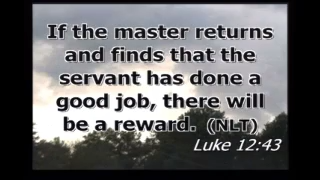 If the master returns
and finds that the
servant has done a
good job, there will
be a reward. (NLT)
Luke 12:43